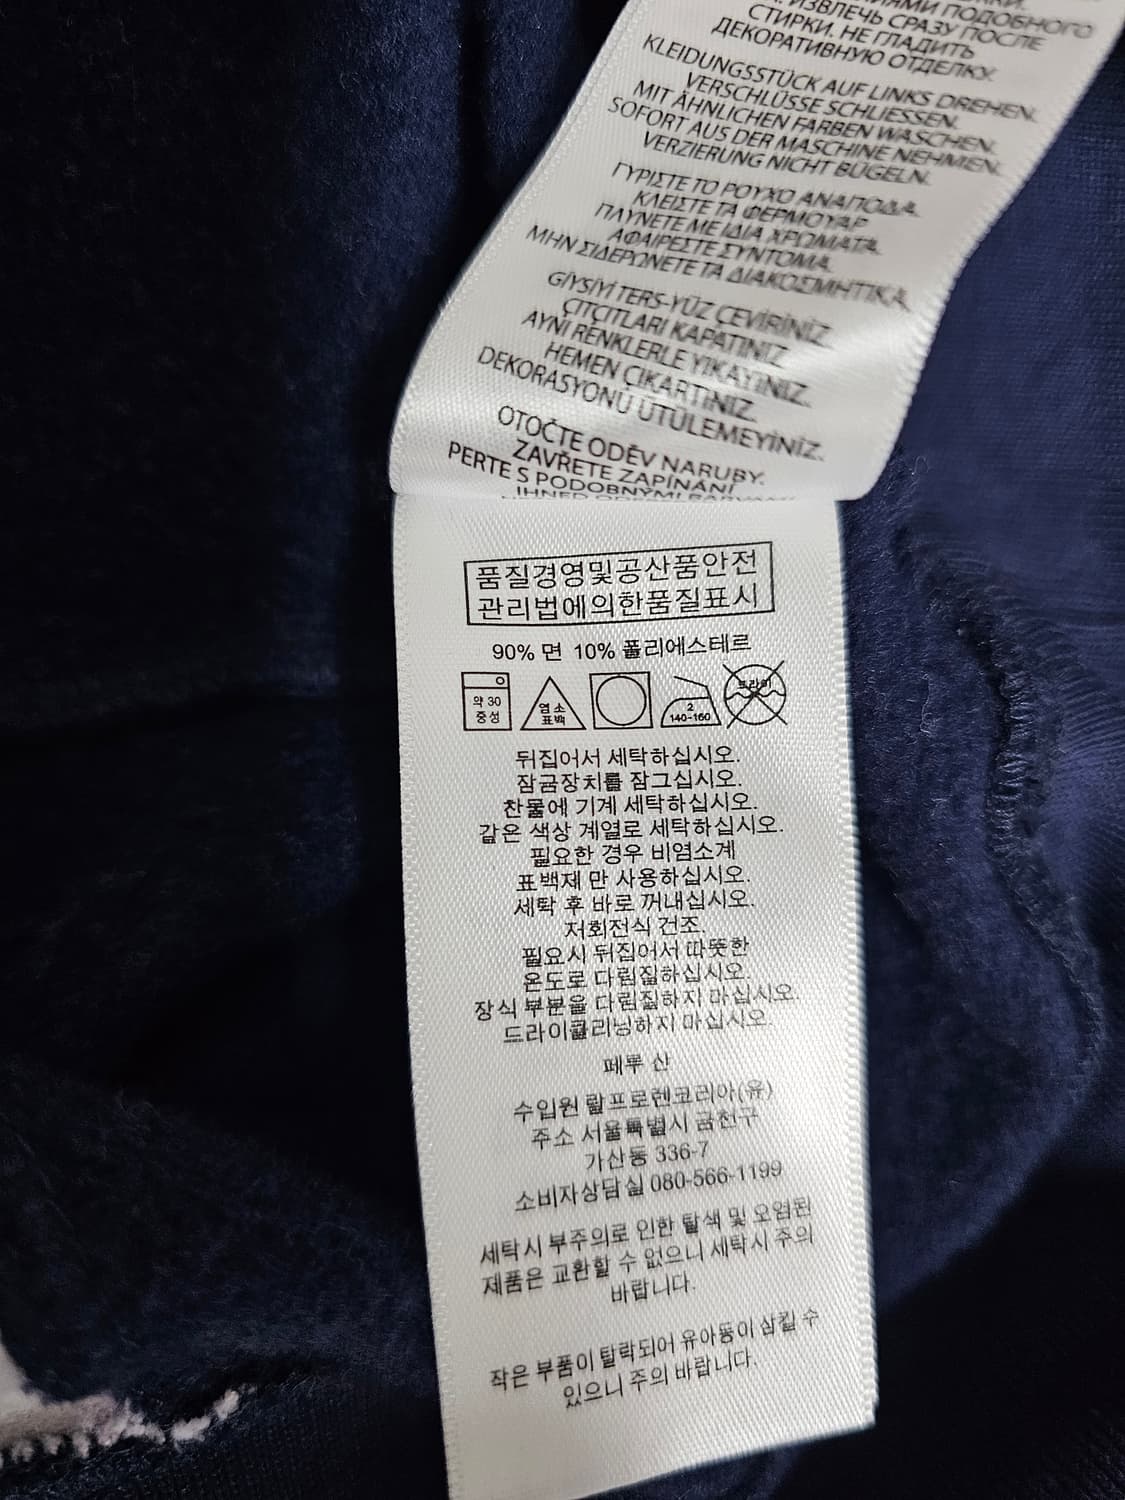 ПОДОБНОГО
ИЗВЛЕЧЬ СРАЗУ ПОСЛЕ
СТИРКИ. НЕ ГЛАДИТЬ
ДЕКОРАТИВНУЮ ОТДЕЛКУ.
KLEIDUNGSSTÜCK AUF LINKS DREHEN.
VERSCHLÜSSE SCHLIESSEN.
MIT ÄHNLICHEN FARBEN WASCHEN.
SOFORT AUS DER MASCHINE NEHMEN.
VERZIERUNG NICHT BÜGELN.
ΓΥΡΙΣΤΕ ΤΟ ΡΟΥΧΟ ΑΝΑΠΟΔΑ.
ΚΛΕΙΣΤΕ ΤΑ ΦΕΡΜΟΥΑΡ
ΠΛΥΝΕΤΕ ΜΕ ΙΔΙΑ ΧΡΩΜΑΤΑ.
ΑΦΑΙΡΕΣΤΕ ΣΥΝΤΟΜΑ.
ΜΗΝ ΣΙΔΕΡΩΝΕΤΕ ΤΑ ΔΙΑΚΟΣΜΗΤΙΚΑ.
GİYSİYİ TERS-YÜZ ÇEVİRİNİZ
ÇITÇITLARI KAPATINIZ
AYNI RENKLERLE YIKAYINIZ.
HEMEN ÇIKARTINIZ.
DEKORASYONU ÜTÜLEMEYİNİZ.
OTOČTE ODĚV NARUBY.
ZAVŘETE ZAPÍNÁNÍ
PERTE S PODOBNÝMI BARVAMI
IHNED
품질경영및공산품안전
관리법에의한품질표시
90% 면 10% 폴리에스테르
약 30
중성
염소
표백
2
140-160
드라이
뒤집어서 세탁하십시오.
잠금장치를 잠그십시오.
찬물에 기계 세탁하십시오.
같은 색상 계열로 세탁하십시오.
필요한 경우 비염소계
표백제 만 사용하십시오.
세탁 후 바로 꺼내십시오.
저회전식 건조.
필요시 뒤집어서 따뜻한
온도로 다림질하십시오.
장식 부분을 다림질하지 마십시오.
드라이클리닝하지 마십시오.
페루 산
수입원 랄프로렌코리아(유)
주소 서울특별시 금천구
가산동 336-7
소비자상담실 080-566-1199
세탁시 부주의로 인한 탈색 및 오염된
제품은 교환할 수 없으니 세탁시 주의
바랍니다.
작은 부품이 탈락되어 유아동이 삼킬 수
있으니 주의 바랍니다.